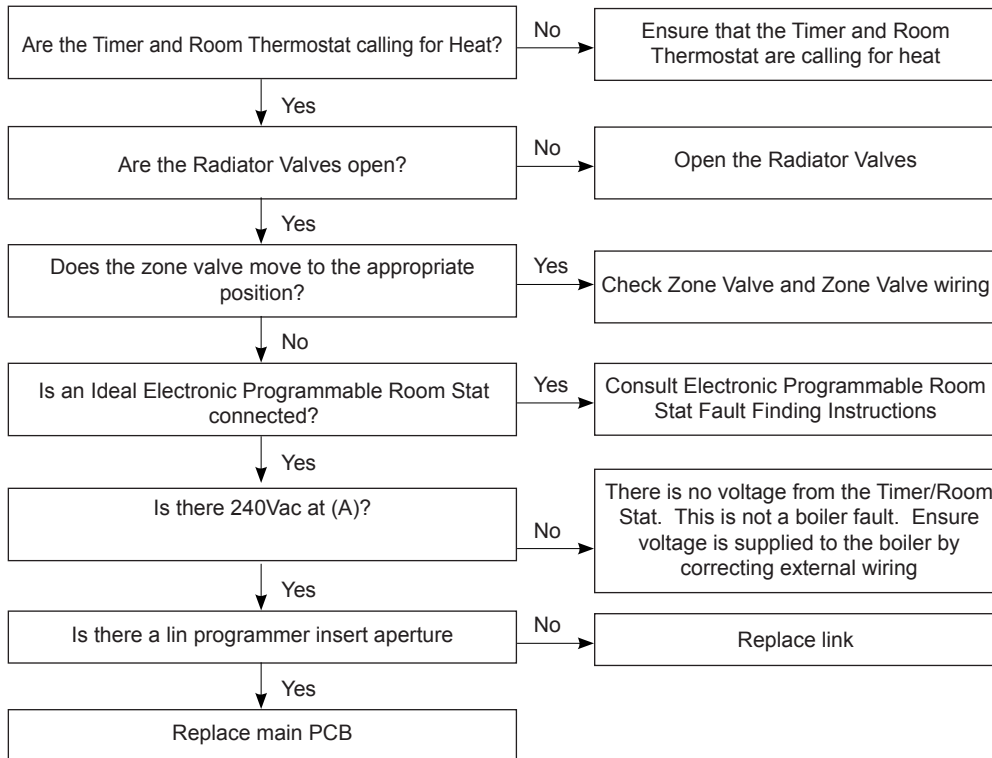 Are the Timer and Room Thermostat calling for Heat?
No
Ensure that the Timer and Room
Thermostat are calling for heat
Yes
Are the Radiator Valves open?
No
Open the Radiator Valves
Yes
Does the zone valve move to the appropriate
position?
Yes
Check Zone Valve and Zone Valve wiring
No
Is an Ideal Electronic Programmable Room Stat
connected?
Yes
Consult Electronic Programmable Room
Stat Fault Finding Instructions
Yes
Is there 240Vac at (A)?
No
There is no voltage from the Timer/Room
Stat. This is not a boiler fault. Ensure
voltage is supplied to the boiler by
correcting external wiring
Yes
Is there a lin programmer insert aperture
No
Replace link
Yes
Replace main PCB